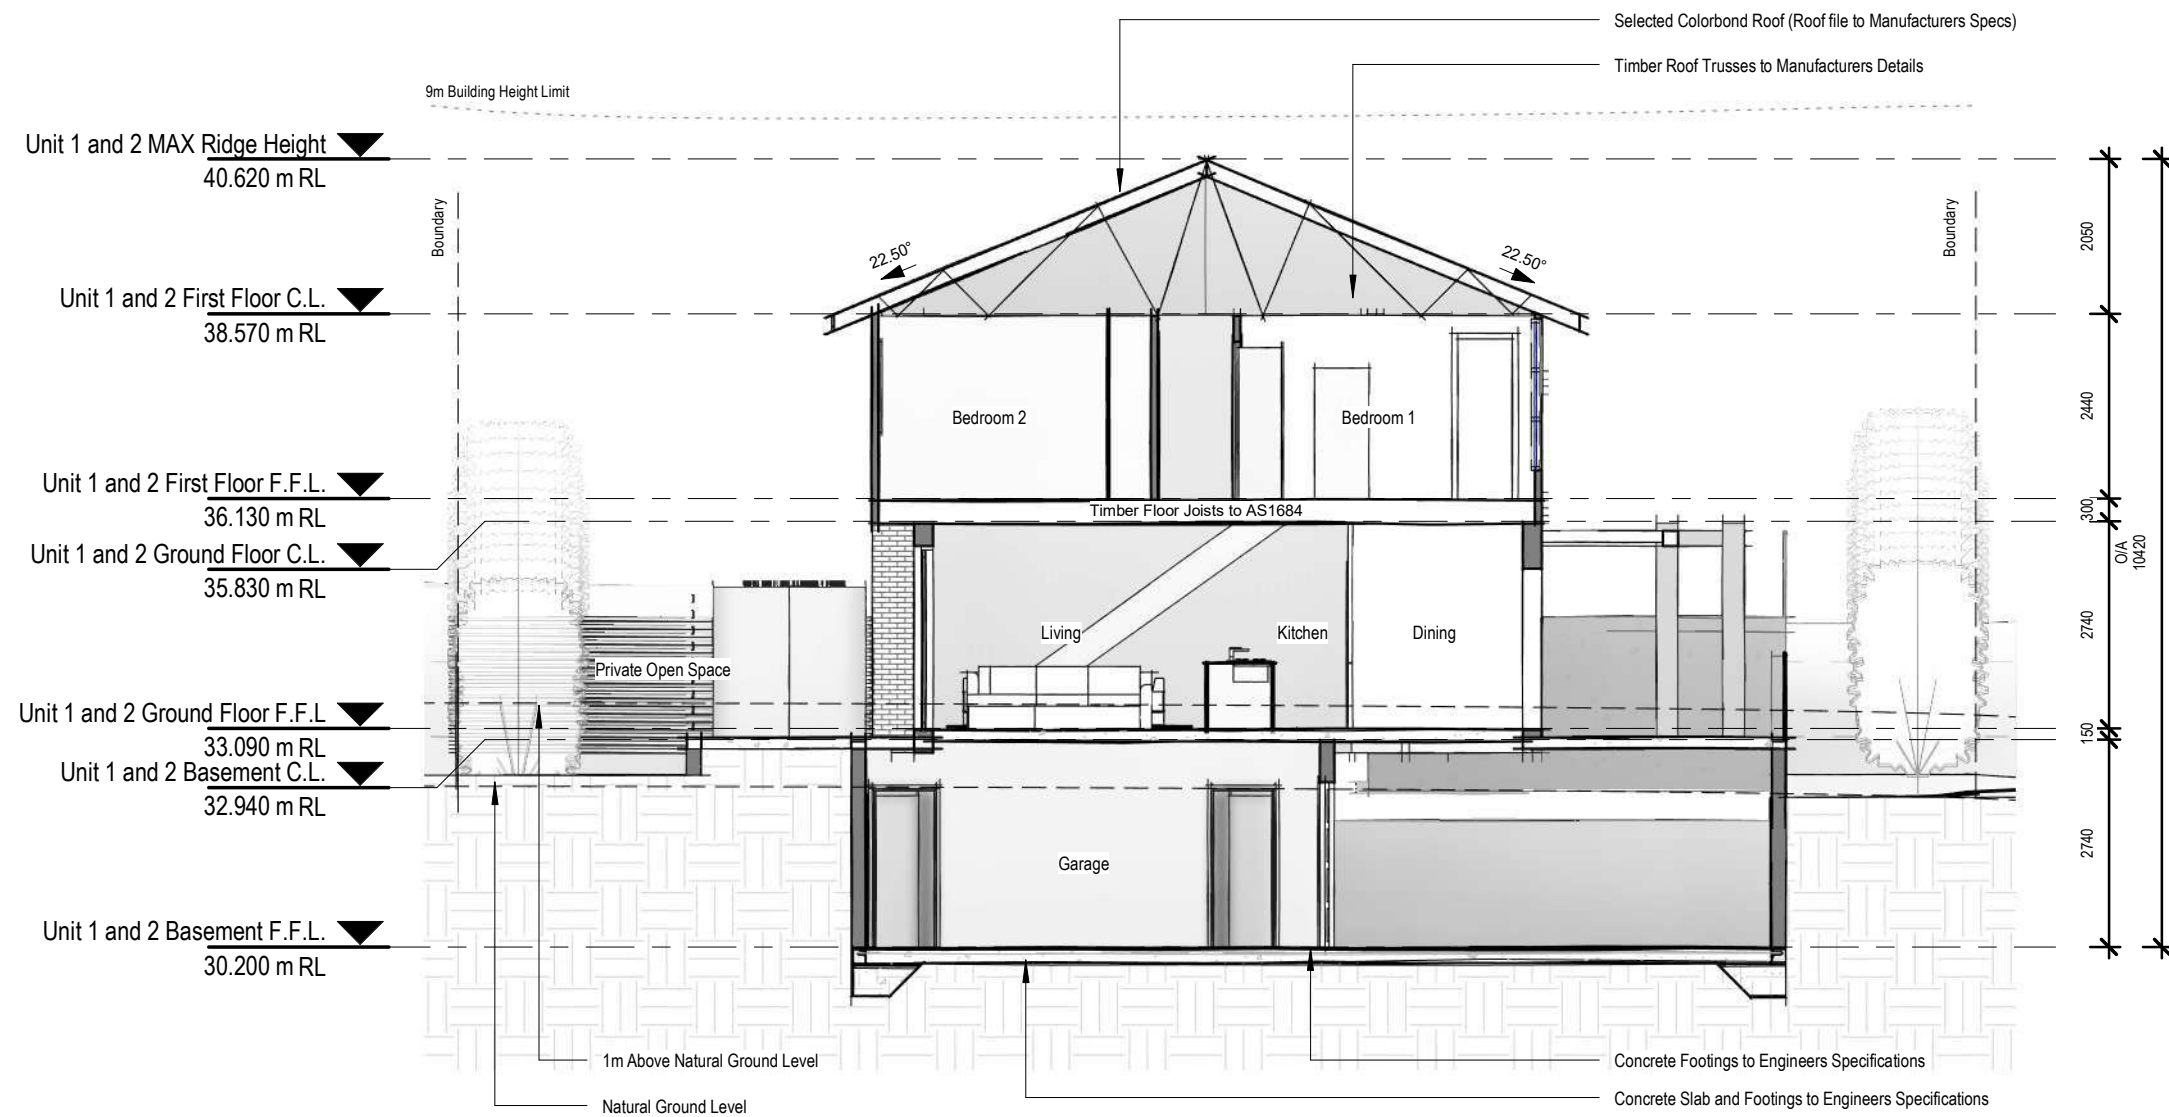 Selected Colorbond Roof (Roof file to Manufacturers Specs)
Timber Roof Trusses to Manufacturers Details
9m Building Height Limit
Unit 1 and 2 MAX Ridge Height
40.620 m RL
Boundary
Boundary
22.50°
22.50°
2050
Unit 1 and 2 First Floor C.L.
38.570 m RL
Bedroom 2
Bedroom 1
2440
Unit 1 and 2 First Floor F.F.L.
36.130 m RL
Timber Floor Joists to AS1684
300
Unit 1 and 2 Ground Floor C.L.
35.830 m RL
O/A
10420
Living
Kitchen
Dining
2740
Private Open Space
Unit 1 and 2 Ground Floor F.F.L
33.090 m RL
150
Unit 1 and 2 Basement C.L.
32.940 m RL
Garage
2740
Unit 1 and 2 Basement F.F.L.
30.200 m RL
1m Above Natural Ground Level
Concrete Footings to Engineers Specifications
Natural Ground Level
Concrete Slab and Footings to Engineers Specifications